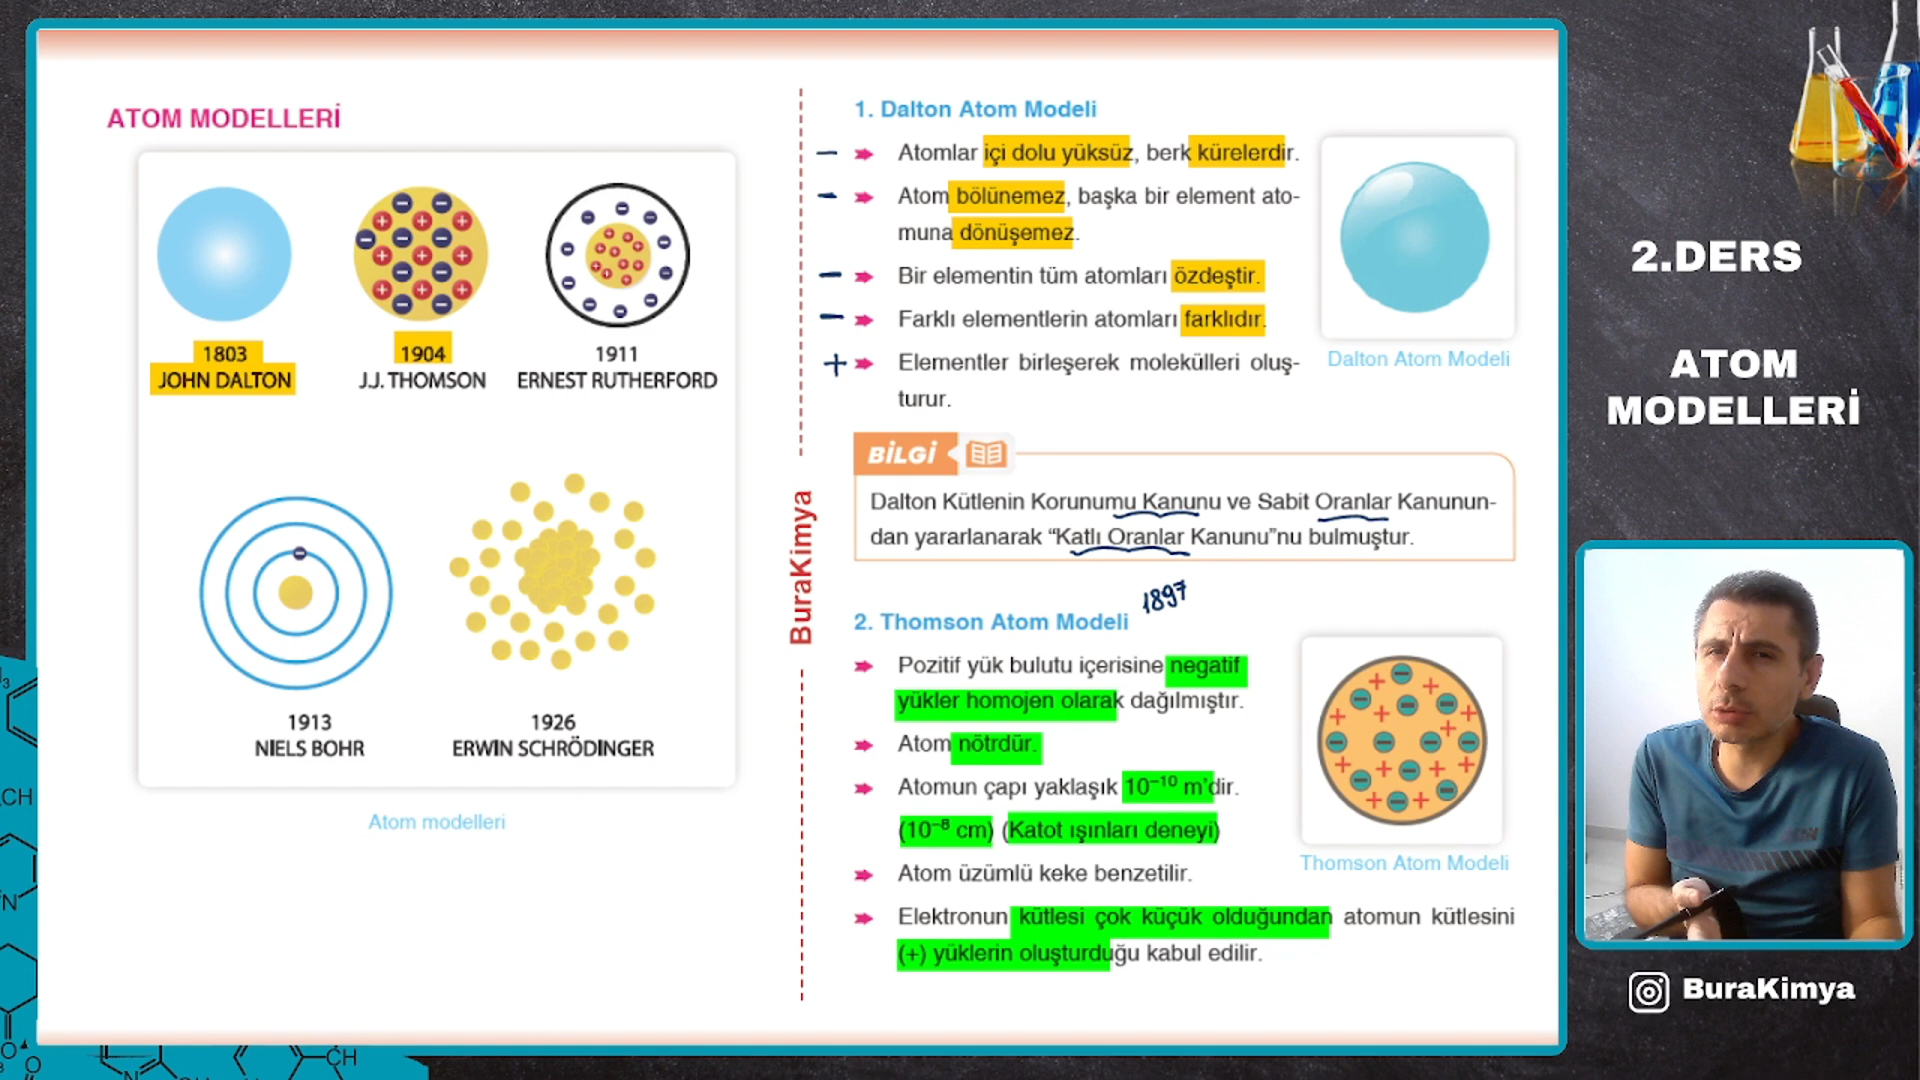 ATOM MODELLERİ
1803
JOHN DALTON
1904
J.J. THOMSON
1911
ERNEST RUTHERFORD
1913
NIELS BOHR
1926
ERWIN SCHRÖDINGER
Atom modelleri
BuraKimya
1. Dalton Atom Modeli
Atomlar içi dolu yüksüz, berk kürelerdir.
Atom bölünemez, başka bir element ato-
muna dönüşemez.
Bir elementin tüm atomları özdeştir.
Farklı elementlerin atomları farklıdır.
Elementler birleşerek molekülleri oluş-
turur.
Dalton Atom Modeli
BİLGİ
Dalton Kütlenin Korunumu Kanunu ve Sabit Oranlar Kanunun-
dan yararlanarak “Katlı Oranlar Kanunu”nu bulmuştur.
1897
2. Thomson Atom Modeli
Pozitif yük bulutu içerisine negatif
yükler homojen olarak dağılmıştır.
Atom nötrdür.
Atomun çapı yaklaşık 10⁻¹⁰ m’dir.
(10⁻⁸ cm) (Katot ışınları deneyi)
Atom üzümlü keke benzetilir.
Elektronun kütlesi çok küçük olduğundan atomun kütlesini
(+) yüklerin oluşturduğu kabul edilir.
Thomson Atom Modeli
2.DERS
ATOM
MODELLERİ
BuraKimya
CH
N
CH